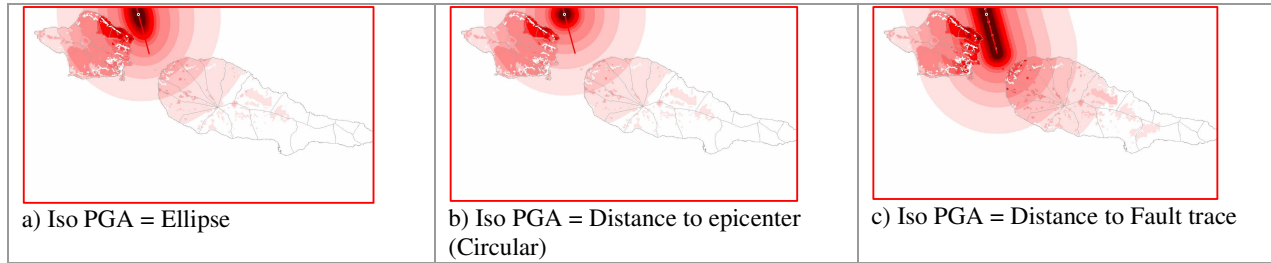 a) Iso PGA = Ellipse
b) Iso PGA = Distance to epicenter
(Circular)
c) Iso PGA = Distance to Fault trace